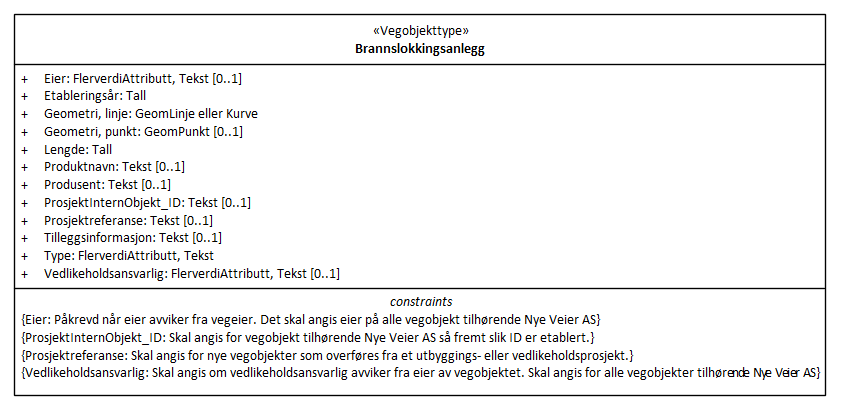 «Vegobjekttype»
Brannslokkingsanlegg
+ Eier: FlerverdiAttributt, Tekst [0..1]
+ Etableringsår: Tall
+ Geometri, linje: GeomLinje eller Kurve
+ Geometri, punkt: GeomPunkt [0..1]
+ Lengde: Tall
+ Produktnavn: Tekst [0..1]
+ Produsent: Tekst [0..1]
+ ProsjektInternObjekt_ID: Tekst [0..1]
+ Prosjektreferanse: Tekst [0..1]
+ Tilleggsinformasjon: Tekst [0..1]
+ Type: FlerverdiAttributt, Tekst
+ Vedlikeholdsansvarlig: FlerverdiAttributt, Tekst [0..1]
constraints
{Eier: Påkrevd når eier avviker fra vegeier. Det skal angis eier på alle vegobjekt tilhørende Nye Veier AS}
{ProsjektInternObjekt_ID: Skal angis for vegobjekt tilhørende Nye Veier AS så fremt slik ID er etablert.}
{Prosjektreferanse: Skal angis for nye vegobjekter som overføres fra et utbyggings- eller vedlikeholdsprosjekt.}
{Vedlikeholdsansvarlig: Skal angis om vedlikeholdsansvarlig avviker fra eier av vegobjektet. Skal angis for alle vegobjekter tilhørende Nye Veier AS}